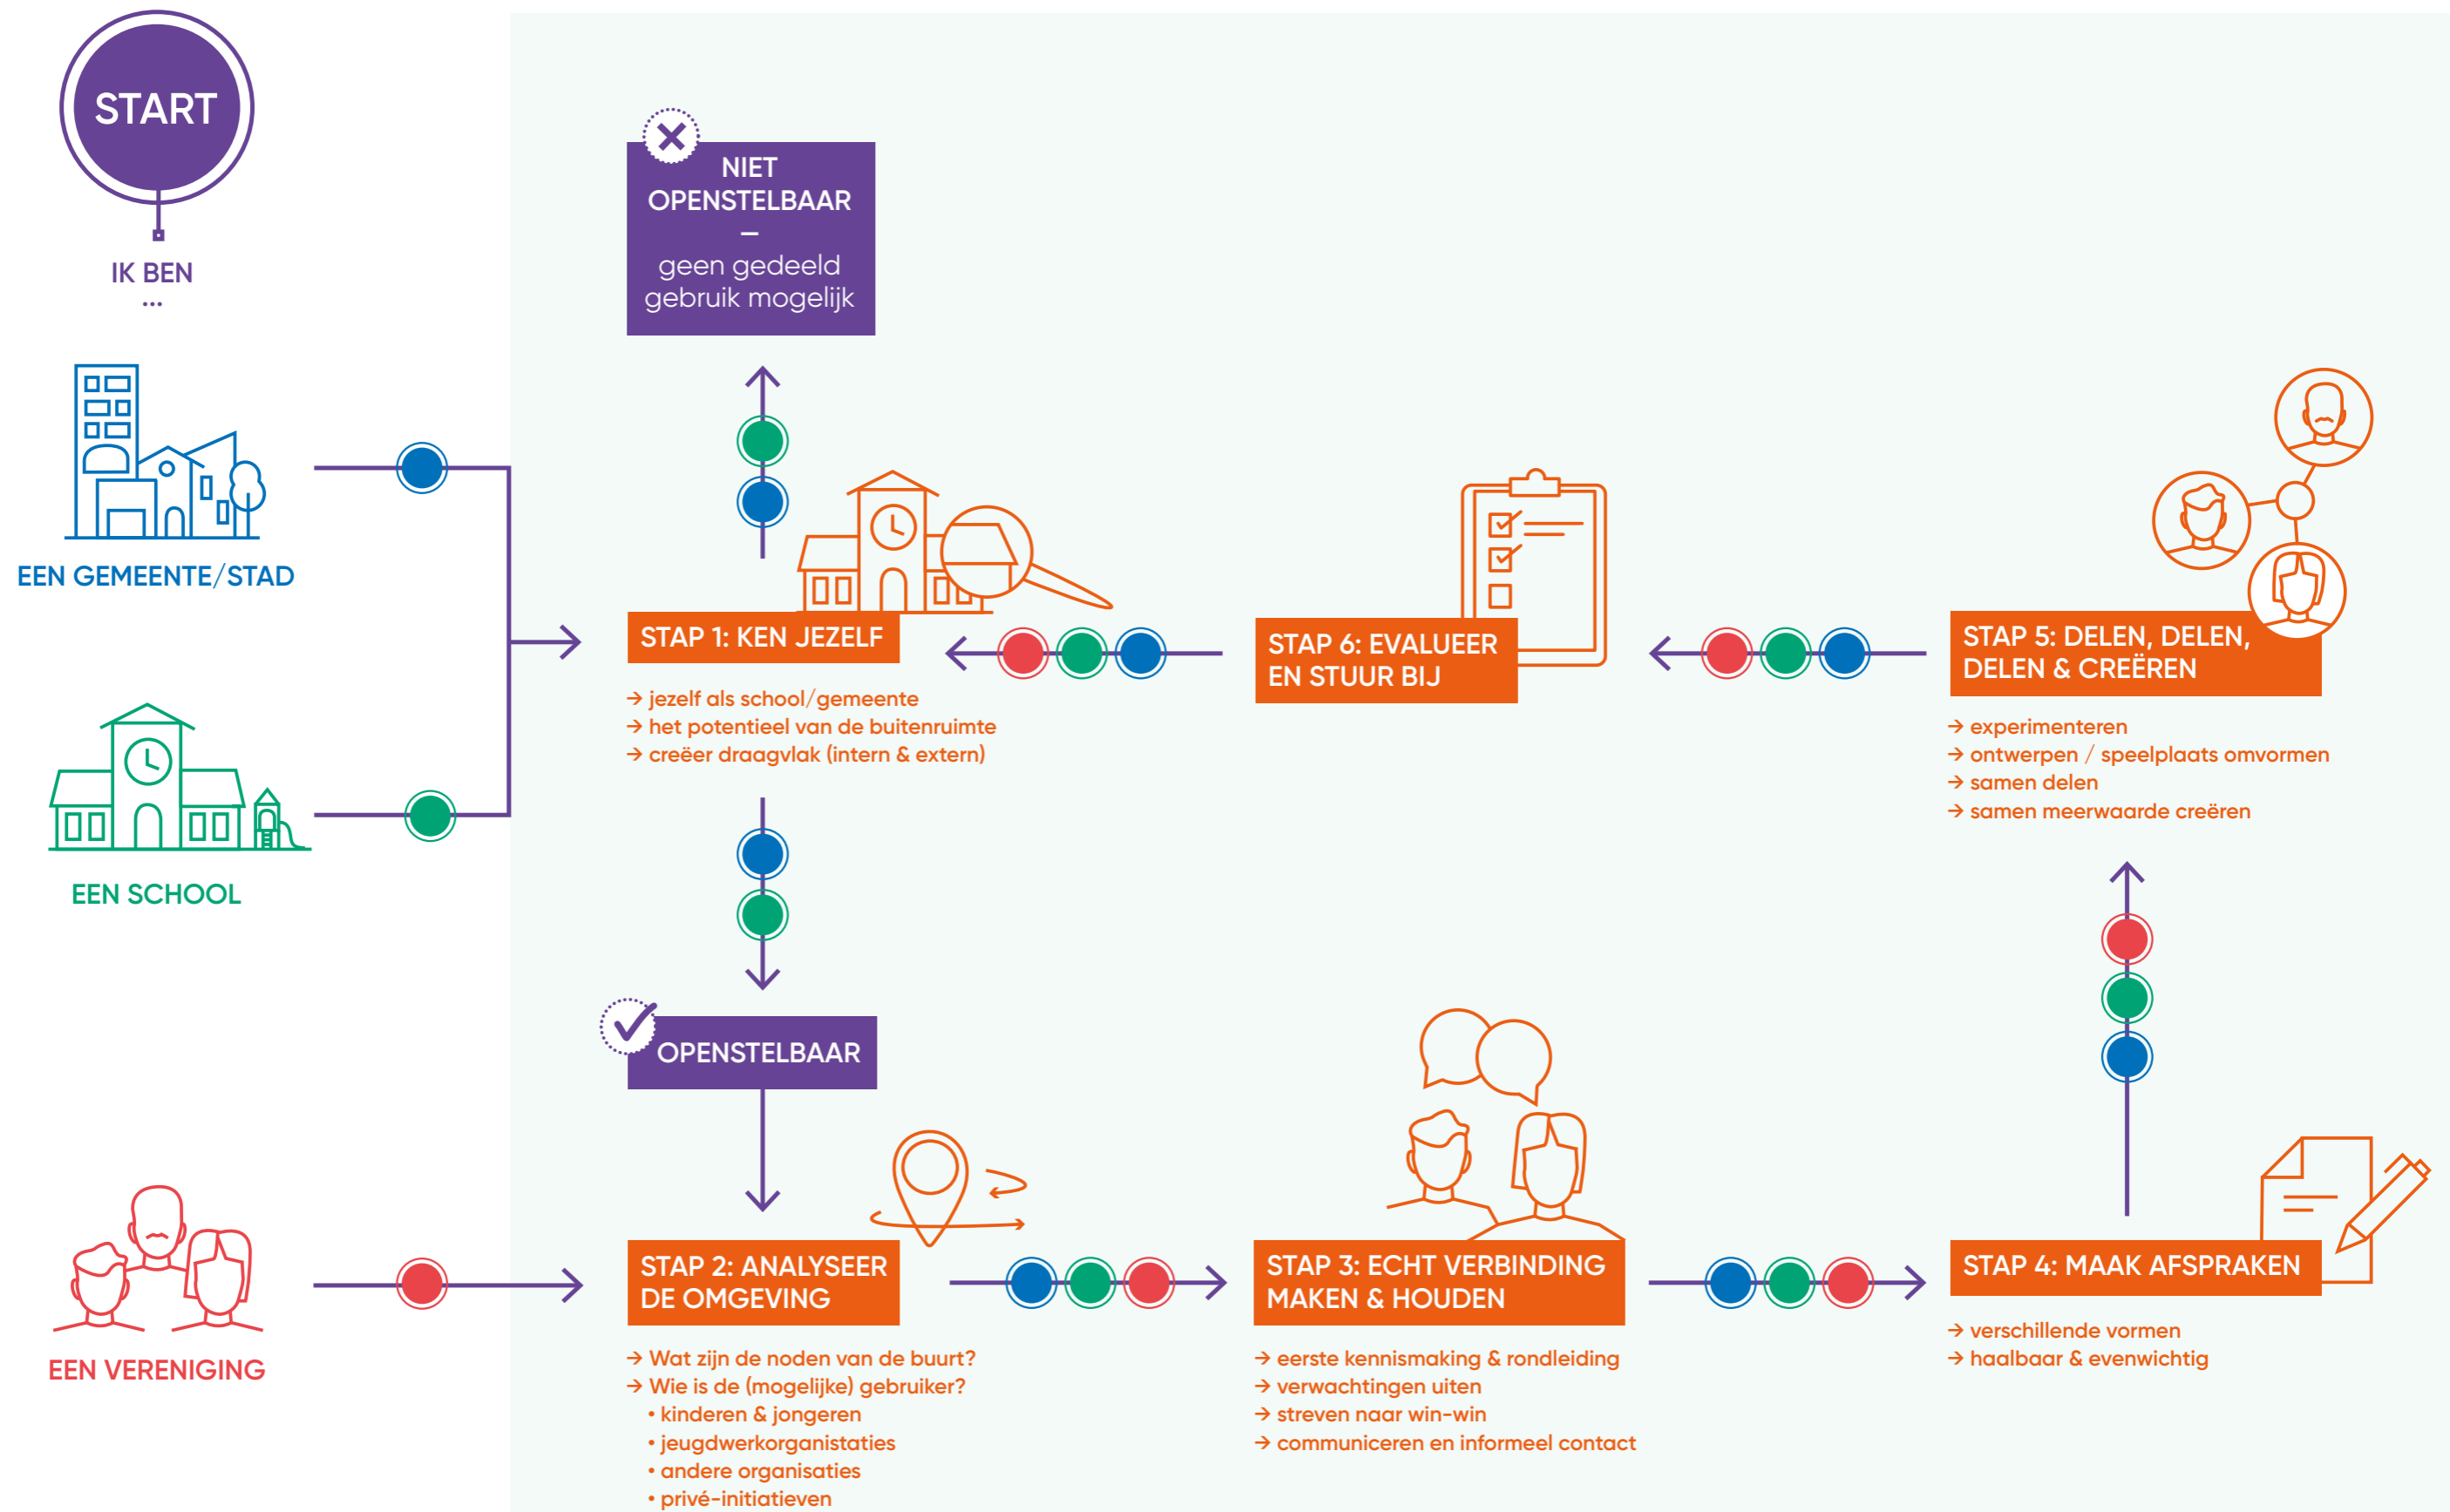 START
IK BEN
...
EEN GEMEENTE/STAD
EEN SCHOOL
EEN VERENIGING
NIET
OPENSTELBAAR
–
geen gedeeld
gebruik mogelijk
STAP 1: KEN JEZELF
→ jezelf als school/gemeente
→ het potentieel van de buitenruimte
→ creëer draagvlak (intern & extern)
OPENSTELBAAR
STAP 2: ANALYSEER
DE OMGEVING
→ Wat zijn de noden van de buurt?
→ Wie is de (mogelijke) gebruiker?
• kinderen & jongeren
• jeugdwerkorganistaties
• andere organisaties
• privé-initiatieven
STAP 3: ECHT VERBINDING
MAKEN & HOUDEN
→ eerste kennismaking & rondleiding
→ verwachtingen uiten
→ streven naar win-win
→ communiceren en informeel contact
STAP 4: MAAK AFSPRAKEN
→ verschillende vormen
→ haalbaar & evenwichtig
STAP 5: DELEN, DELEN,
DELEN & CREËREN
→ experimenteren
→ ontwerpen / speelplaats omvormen
→ samen delen
→ samen meerwaarde creëren
STAP 6: EVALUEER
EN STUUR BIJ